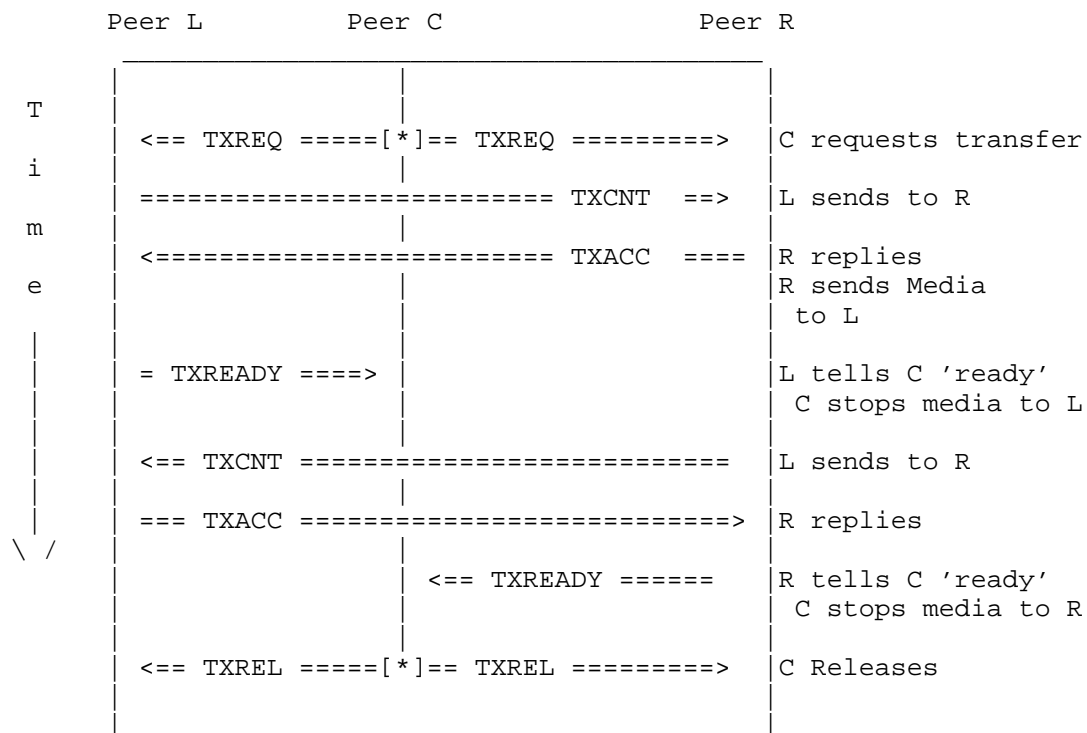 Peer L Peer C Peer R
T
<== TXREQ =====[*]== TXREQ =========> C requests transfer
i
========================== TXCNT ==> L sends to R
m
<========================= TXACC ==== R replies
e R sends Media
to L
= TXREADY ====> L tells C 'ready'
C stops media to L
<== TXCNT =========================== L sends to R
=== TXACC ===========================> R replies
\ /
<== TXREADY ====== R tells C 'ready'
C stops media to R
<== TXREL =====[*]== TXREL =========> C Releases